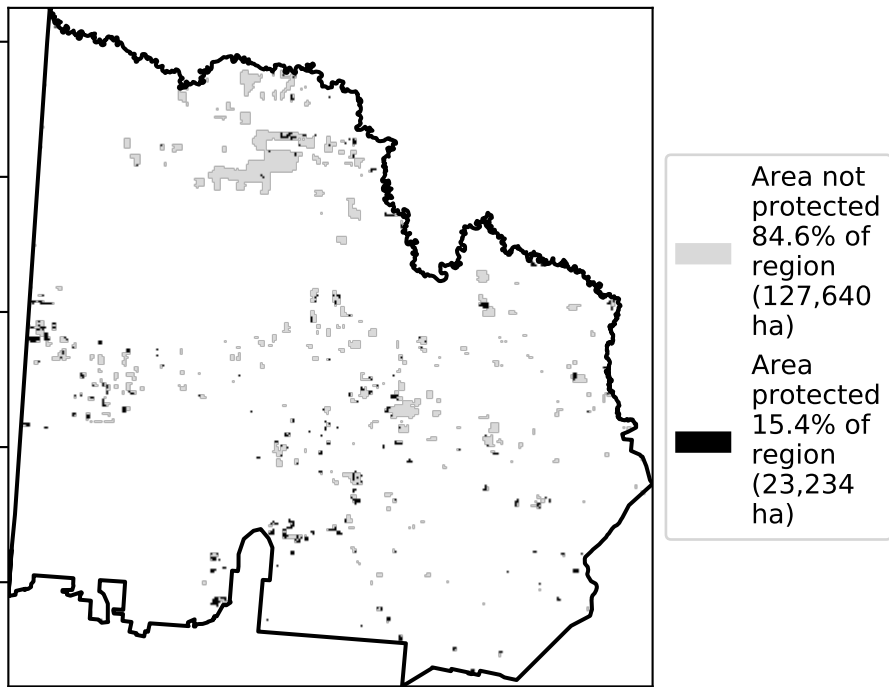 Area not
protected
84.6% of
region
(127,640
ha)
Area
protected
15.4% of
region
(23,234
ha)